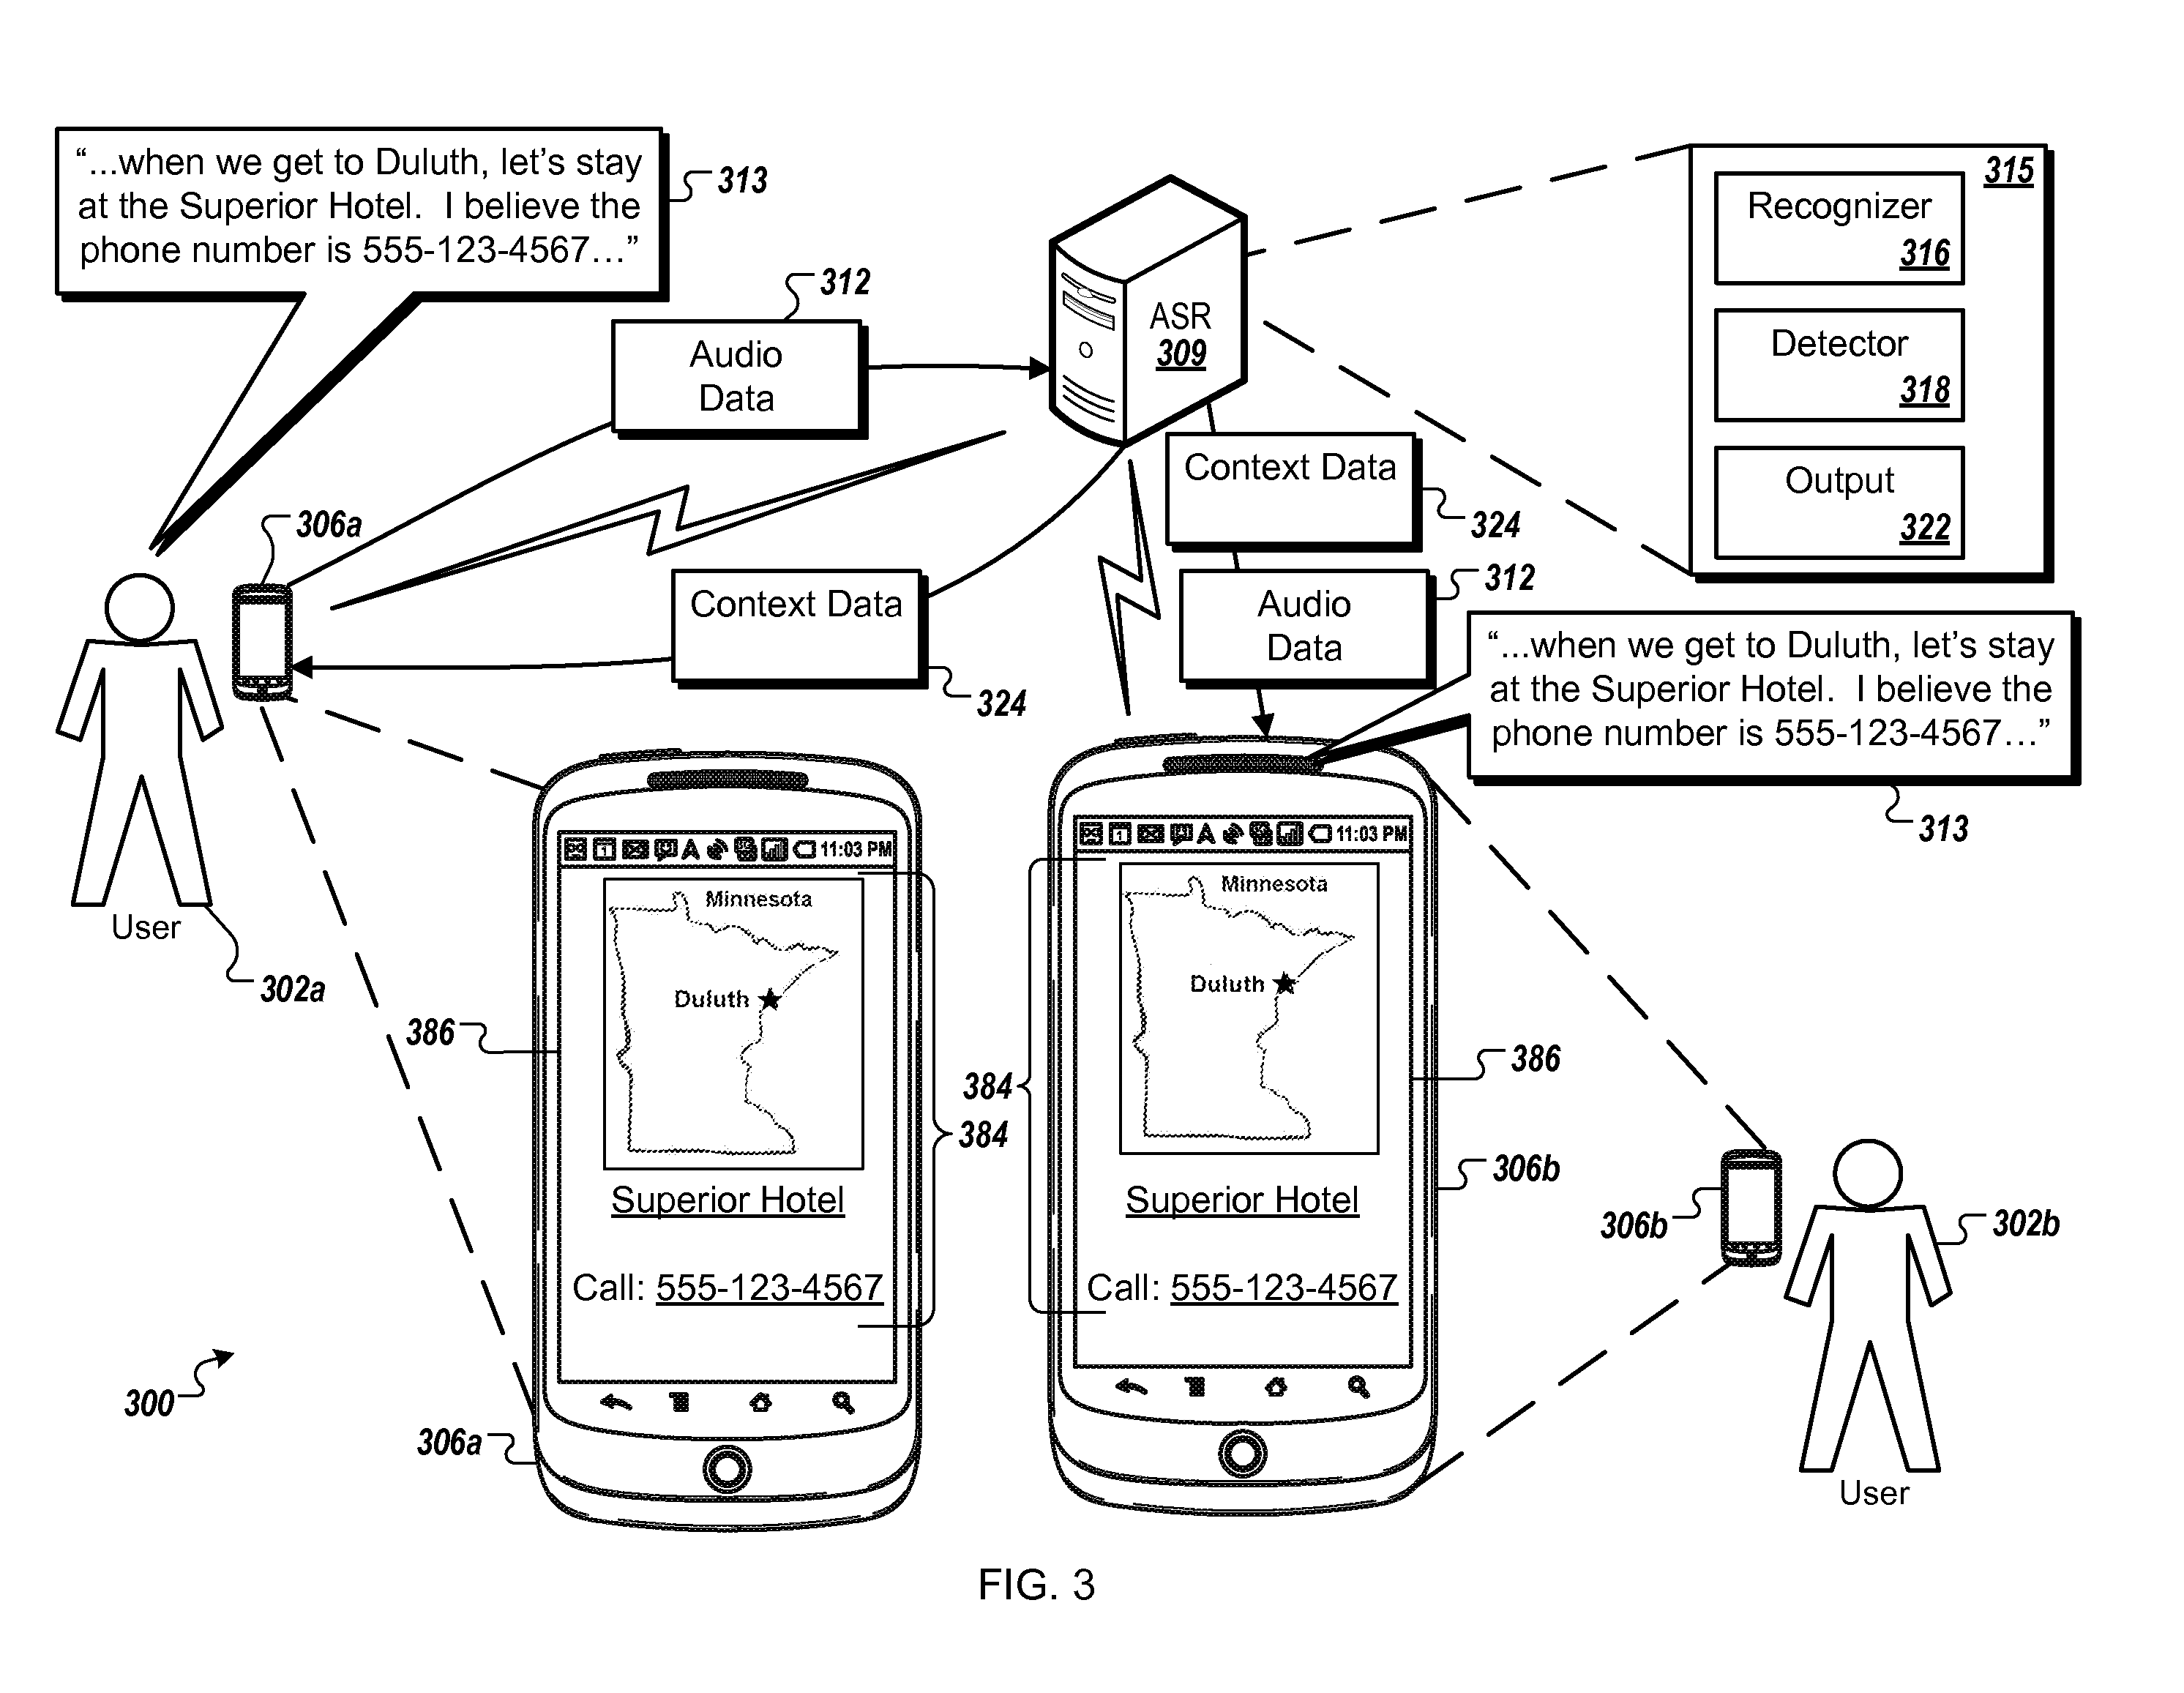 “...when we get to Duluth, let’s stay
at the Superior Hotel.  I believe the
phone number is 555-123-4567...”
313
312
Audio
Data
ASR
309
315
Recognizer
316
Detector
318
Output
322
Context Data
324
306a
Context Data
324
312
Audio
Data
“...when we get to Duluth, let’s stay
at the Superior Hotel.  I believe the
phone number is 555-123-4567...”
313
User
302a
1
11:03 PM
Minnesota
Duluth
386
384
Superior Hotel
Call: 555-123-4567
306a
1
11:03 PM
Minnesota
Duluth
384
386
306b
Superior Hotel
Call: 555-123-4567
306b
302b
User
300
FIG. 3